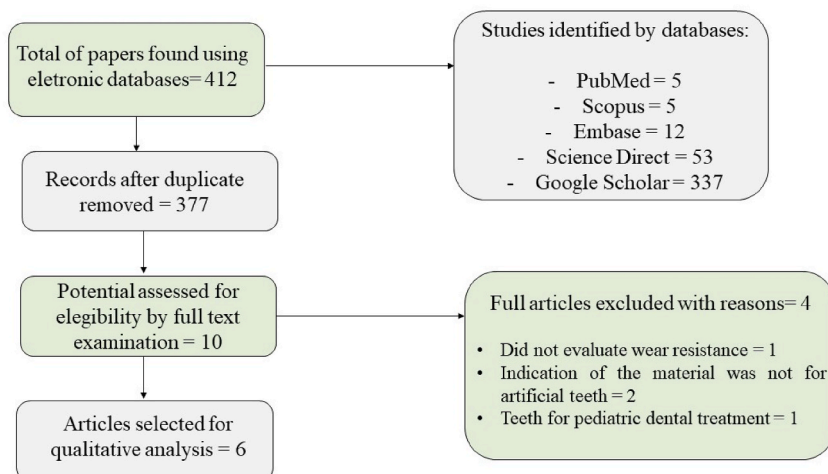 Total of papers found using
eletronic databases= 412
Studies identified by databases:
- PubMed = 5
- Scopus = 5
- Embase = 12
- Science Direct = 53
- Google Scholar = 337
Records after duplicate
removed = 377
Potential assessed for
elegibility by full text
examination = 10
Full articles excluded with reasons= 4
• Did not evaluate wear resistance = 1
• Indication of the material was not for
artificial teeth = 2
• Teeth for pediatric dental treatment = 1
Articles selected for
qualitative analysis = 6